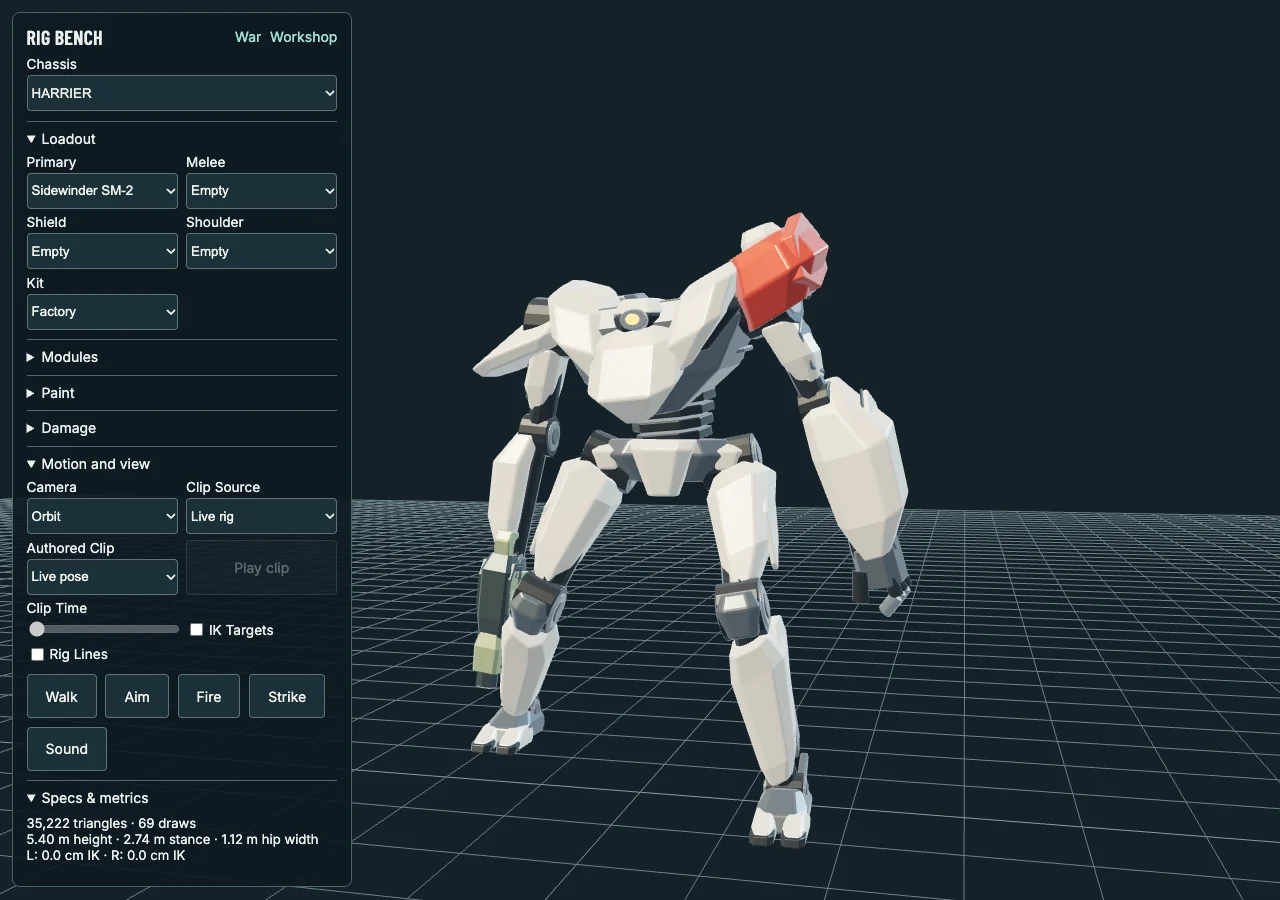 RIG BENCH War Workshop
Chassis
HARRIER
▼ Loadout
Primary Melee
Sidewinder SM-2 Empty
Shield Shoulder
Empty Empty
Kit
Factory
▶ Modules
▶ Paint
▶ Damage
▼ Motion and view
Camera Clip Source
Orbit Live rig
Authored Clip
Live pose Play clip
Clip Time
IK Targets
Rig Lines
Walk Aim Fire Strike
Sound
▼ Specs & metrics
35,222 triangles · 69 draws
5.40 m height · 2.74 m stance · 1.12 m hip width
L: 0.0 cm IK · R: 0.0 cm IK